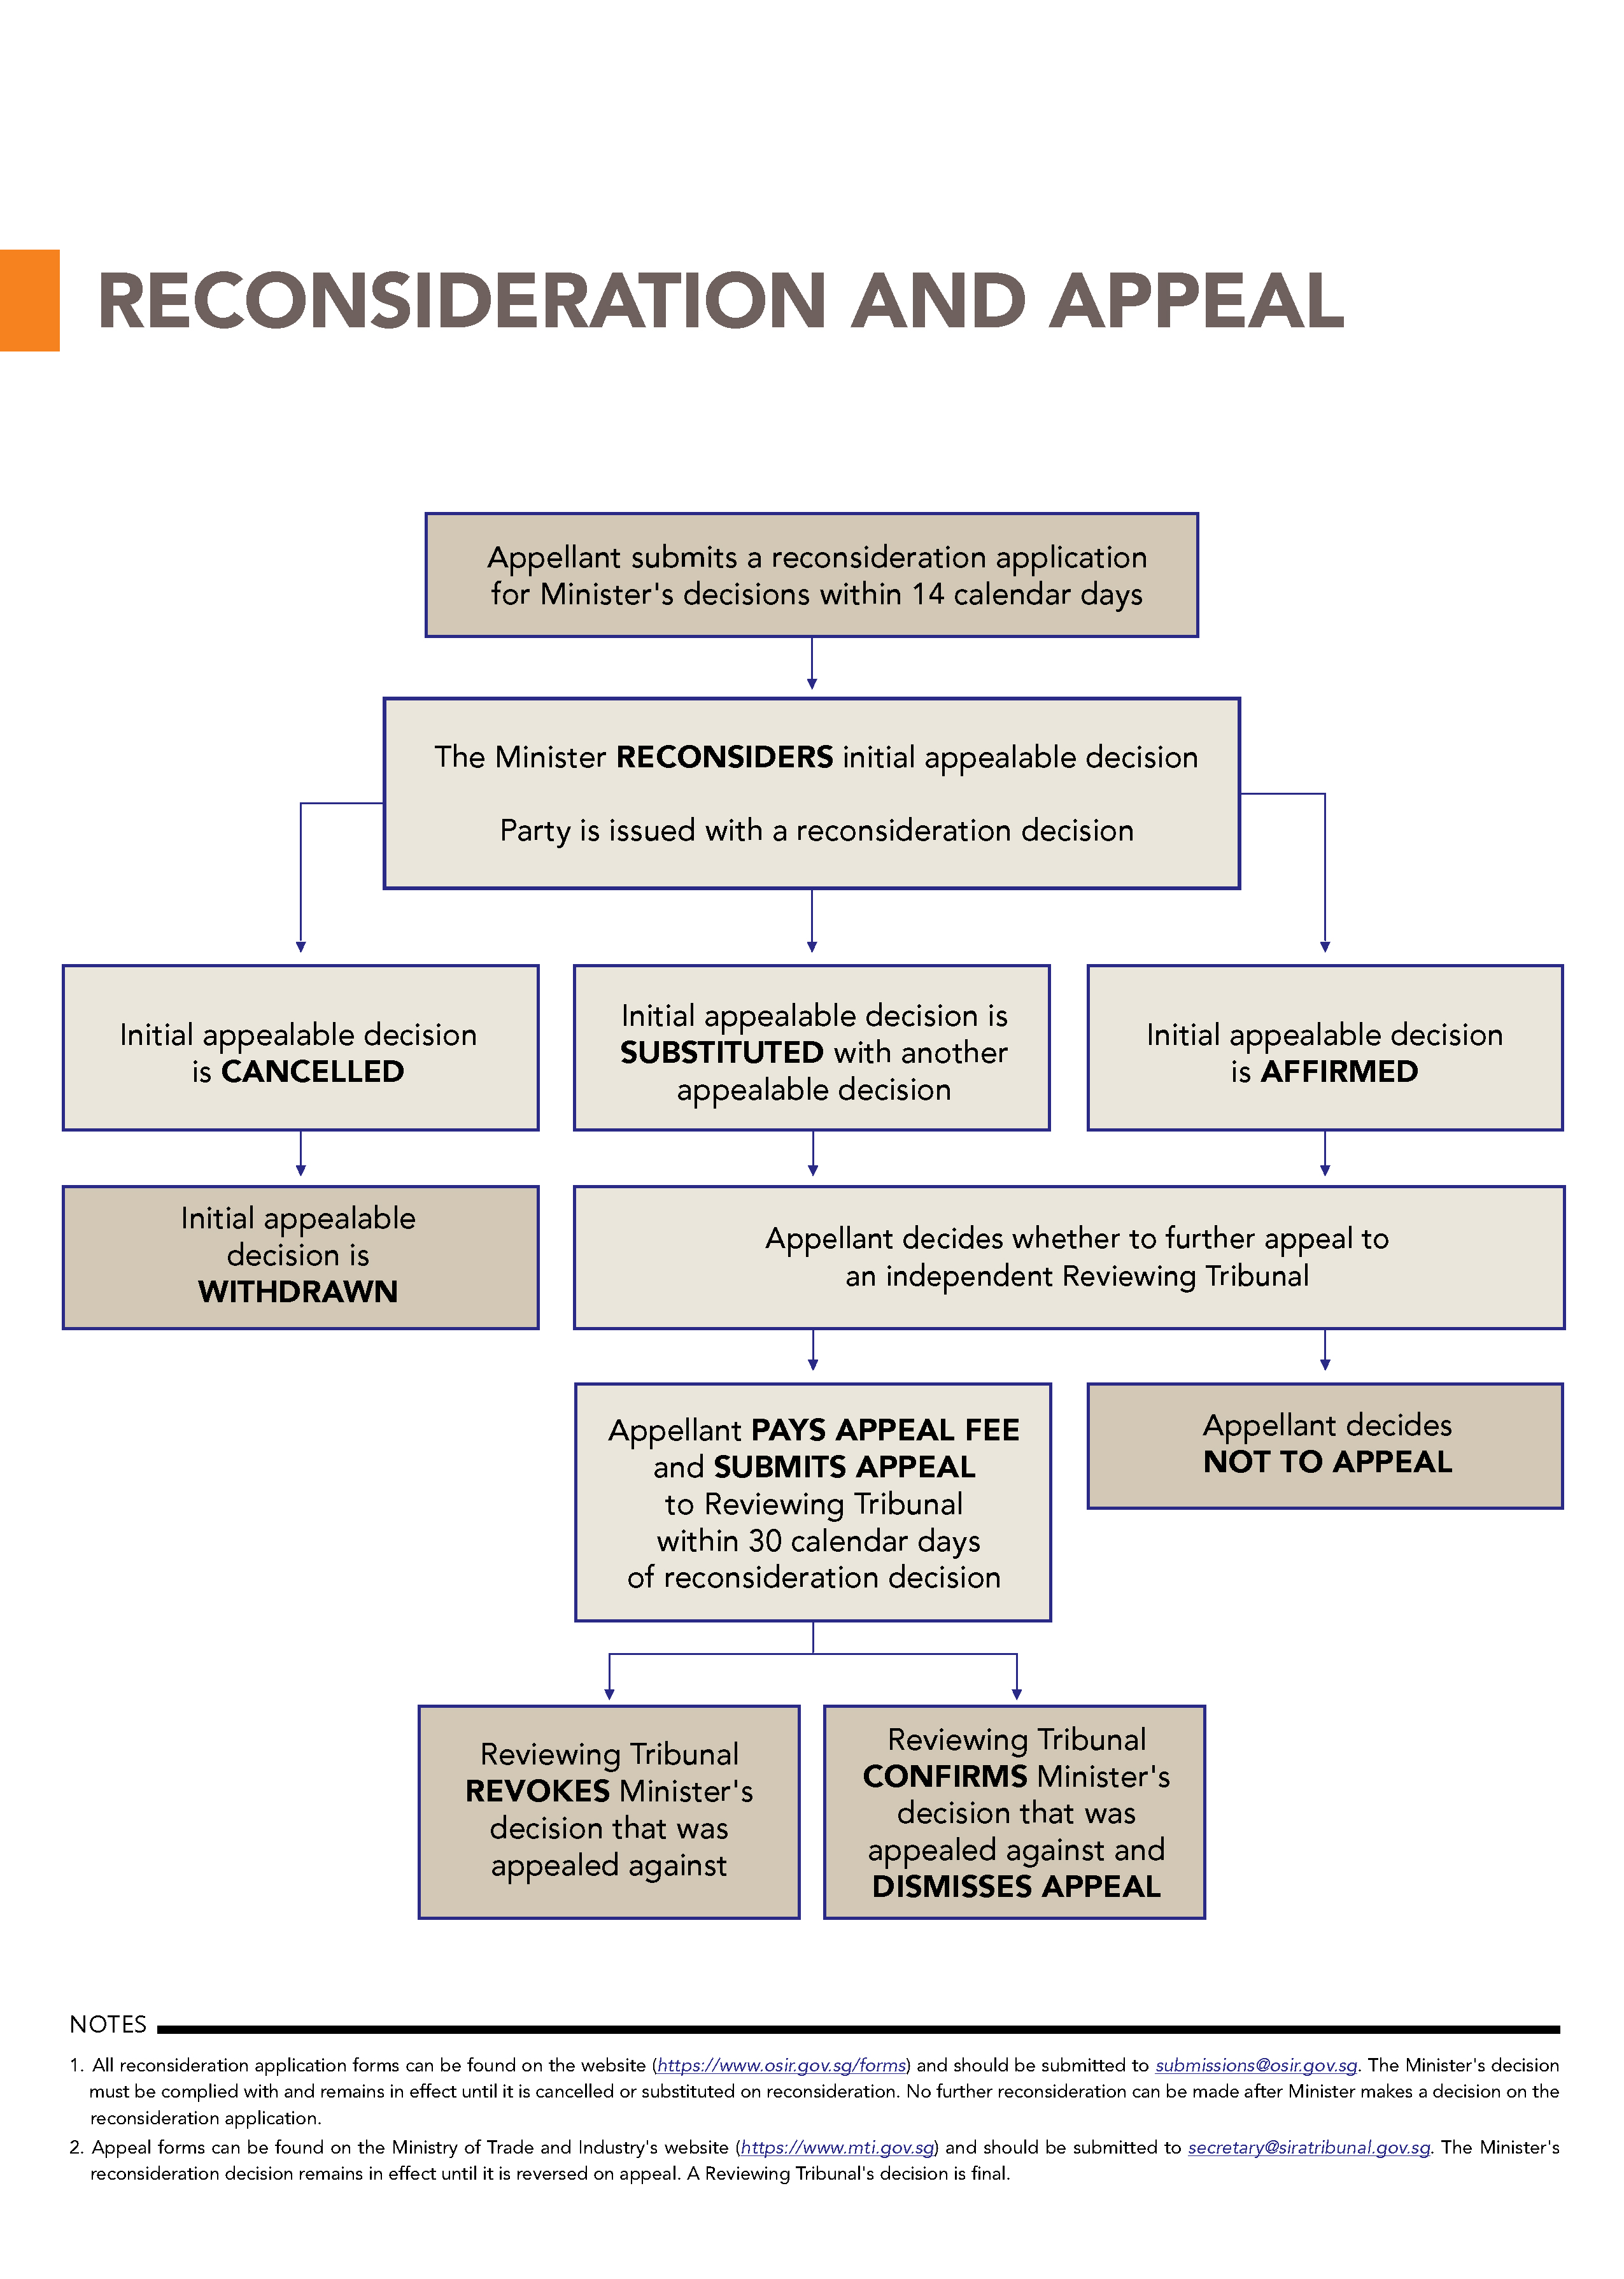 RECONSIDERATION AND APPEAL
Appellant submits a reconsideration application
for Minister's decisions within 14 calendar days
The Minister RECONSIDERS initial appealable decision
Party is issued with a reconsideration decision
Initial appealable decision
is CANCELLED
Initial appealable decision is
SUBSTITUTED with another
appealable decision
Initial appealable decision
is AFFIRMED
Initial appealable
decision is
WITHDRAWN
Appellant decides whether to further appeal to
an independent Reviewing Tribunal
Appellant PAYS APPEAL FEE
and SUBMITS APPEAL
to Reviewing Tribunal
within 30 calendar days
of reconsideration decision
Appellant decides
NOT TO APPEAL
Reviewing Tribunal
REVOKES Minister's
decision that was
appealed against
Reviewing Tribunal
CONFIRMS Minister's
decision that was
appealed against and
DISMISSES APPEAL
NOTES
1. All reconsideration application forms can be found on the website (https://www.osir.gov.sg/forms) and should be submitted to submissions@osir.gov.sg. The Minister's decision
must be complied with and remains in effect until it is cancelled or substituted on reconsideration. No further reconsideration can be made after Minister makes a decision on the
reconsideration application.
2. Appeal forms can be found on the Ministry of Trade and Industry's website (https://www.mti.gov.sg) and should be submitted to secretary@siratribunal.gov.sg. The Minister's
reconsideration decision remains in effect until it is reversed on appeal. A Reviewing Tribunal's decision is final.